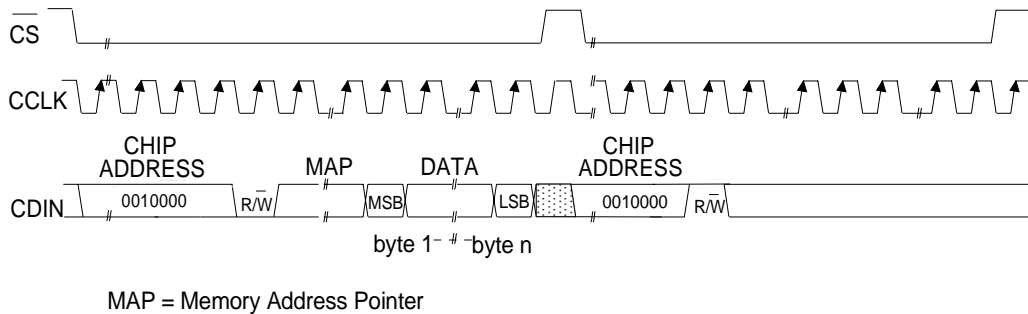 C̅S̅
CCLK
CHIP ADDRESS MAP DATA CHIP ADDRESS
CDIN 0010000 R/W̅ MSB LSB 0010000 R/W̅
byte 1 byte n
MAP = Memory Address Pointer